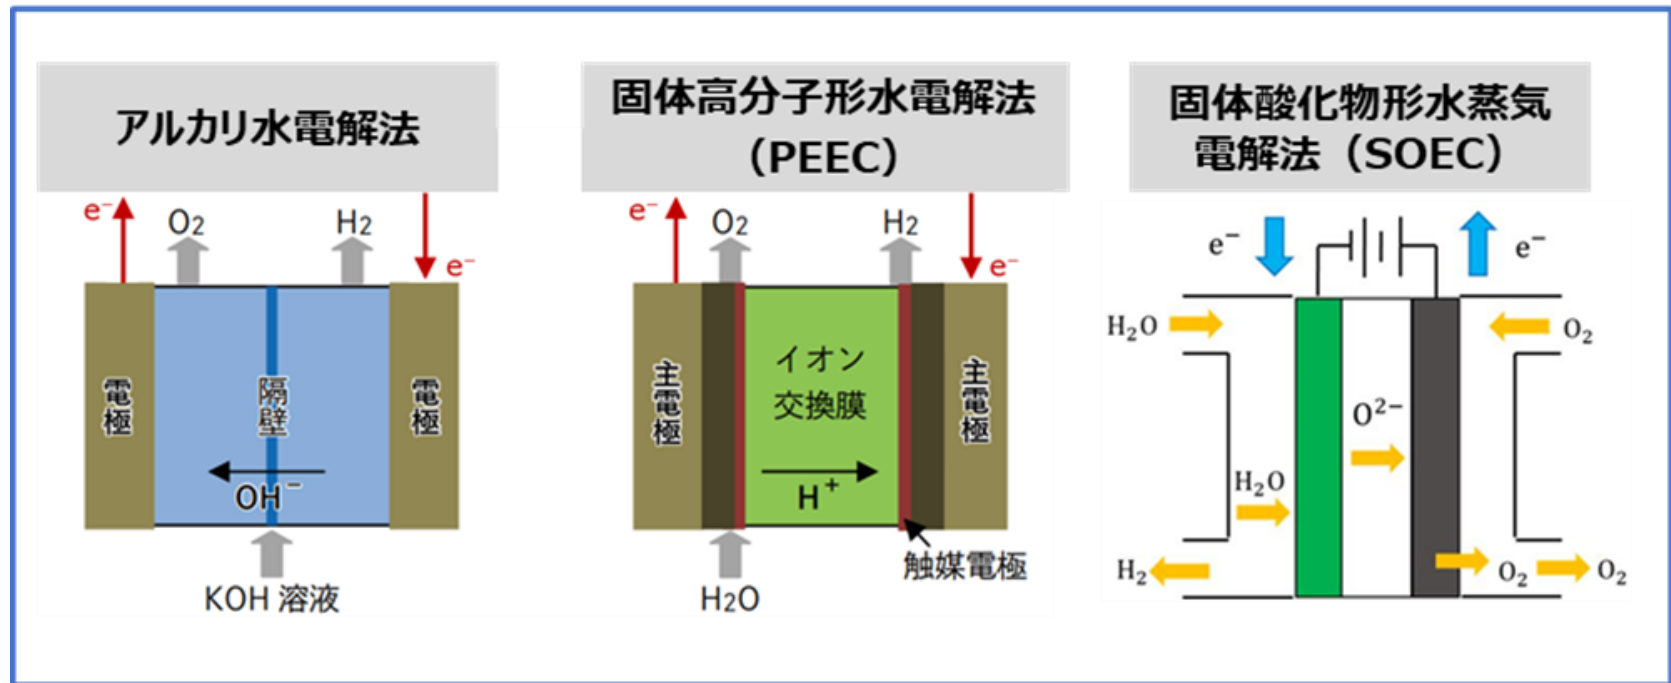 アルカリ水電解法
e⁻
O2
H2
e⁻
電極
隔壁
電極
OH⁻
KOH 溶液
固体高分子形水電解法
（PEEC）
e⁻
O2
H2
e⁻
主電極
イオン
交換膜
主電極
H⁺
触媒電極
H2O
固体酸化物形水蒸気
電解法（SOEC）
e⁻
e⁻
H₂O
O₂
O²⁻
H₂O
H₂
O₂
O₂